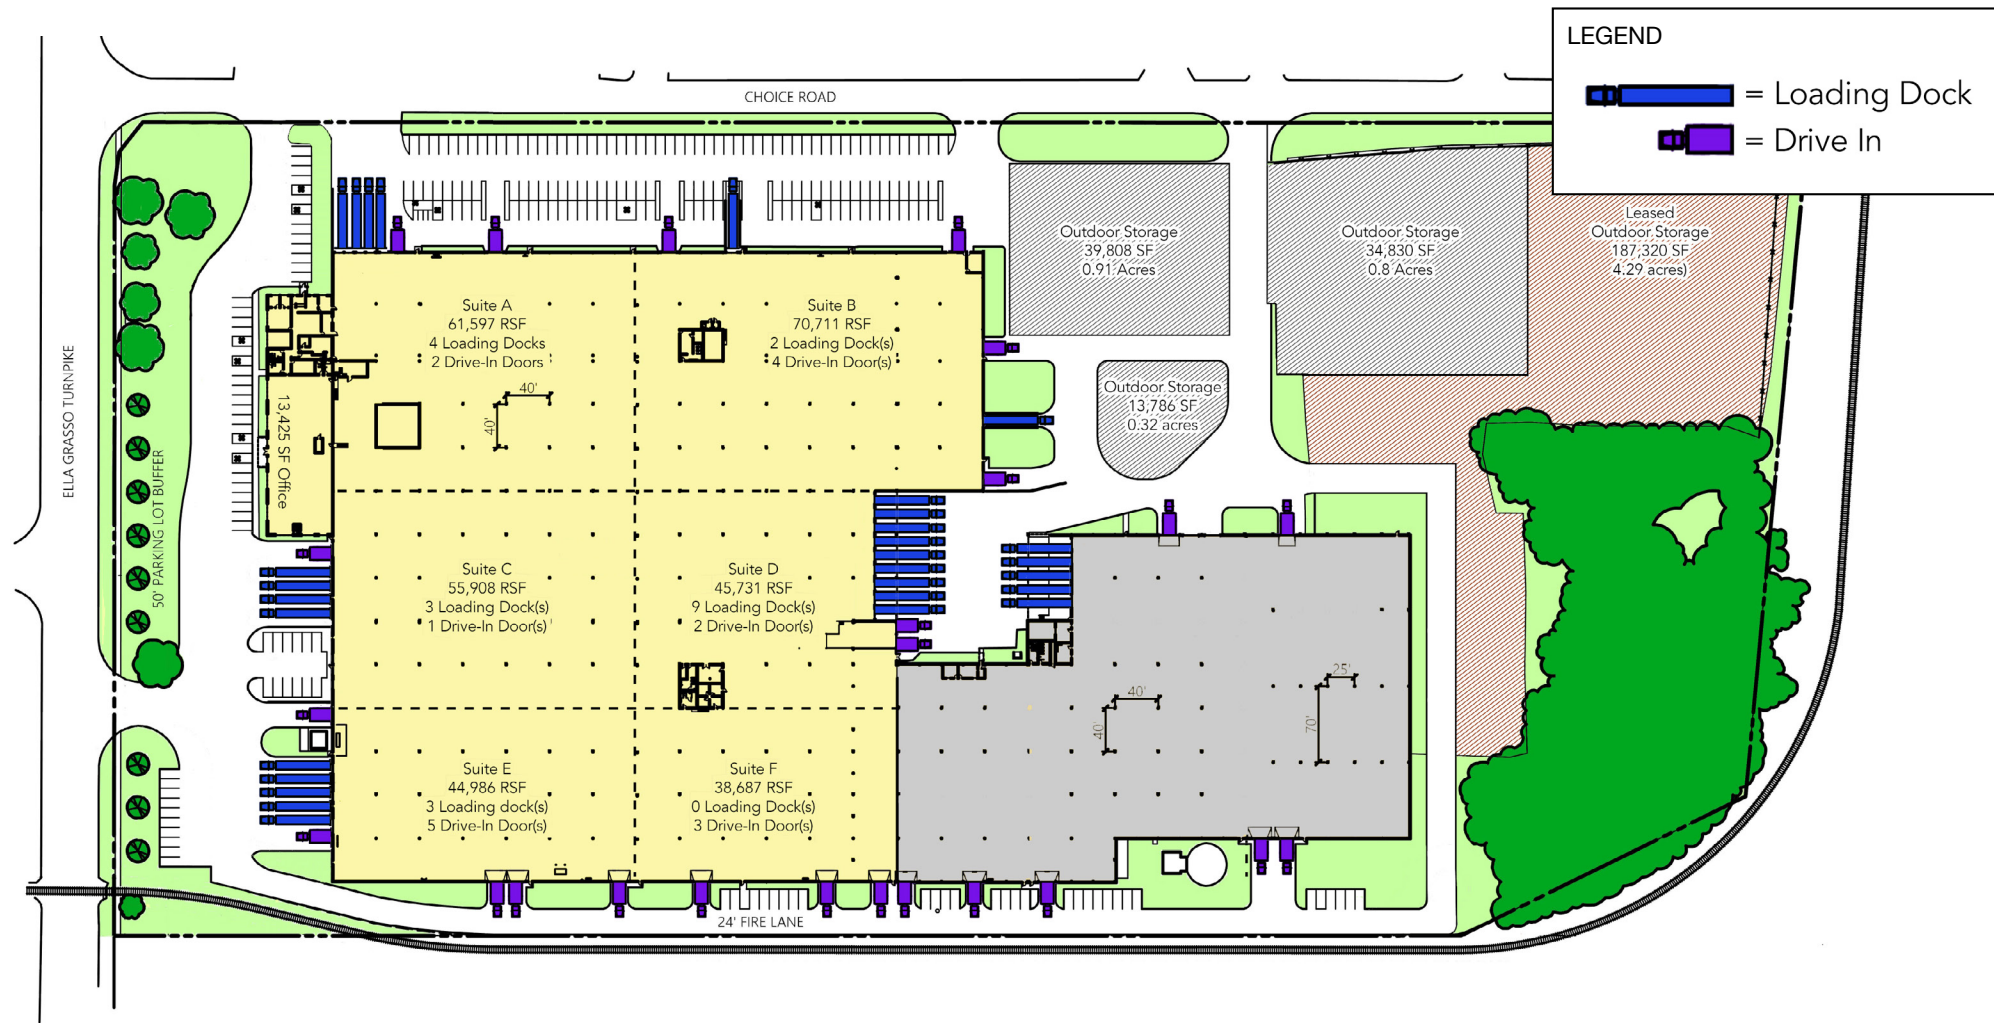 LEGEND
= Loading Dock
= Drive In
CHOICE ROAD
ELLA GRASSO TURNPIKE
50' PARKING LOT BUFFER
Outdoor Storage
39,808 SF
0.91 Acres
Outdoor Storage
34,830 SF
0.8 Acres
Leased
Outdoor Storage
187,320 SF
4.29 acres)
Outdoor Storage
13,786 SF
0.32 acres
Suite A
61,597 RSF
4 Loading Docks
2 Drive-In Doors
40'
40'
Suite B
70,711 RSF
2 Loading Dock(s)
4 Drive-In Door(s)
13,425 SF Office
Suite C
55,908 RSF
3 Loading Dock(s)
1 Drive-In Door(s)
Suite D
45,731 RSF
9 Loading Dock(s)
2 Drive-In Door(s)
Suite E
44,986 RSF
3 Loading dock(s)
5 Drive-In Door(s)
Suite F
38,687 RSF
0 Loading Dock(s)
3 Drive-In Door(s)
40'
40'
25'
70'
24' FIRE LANE